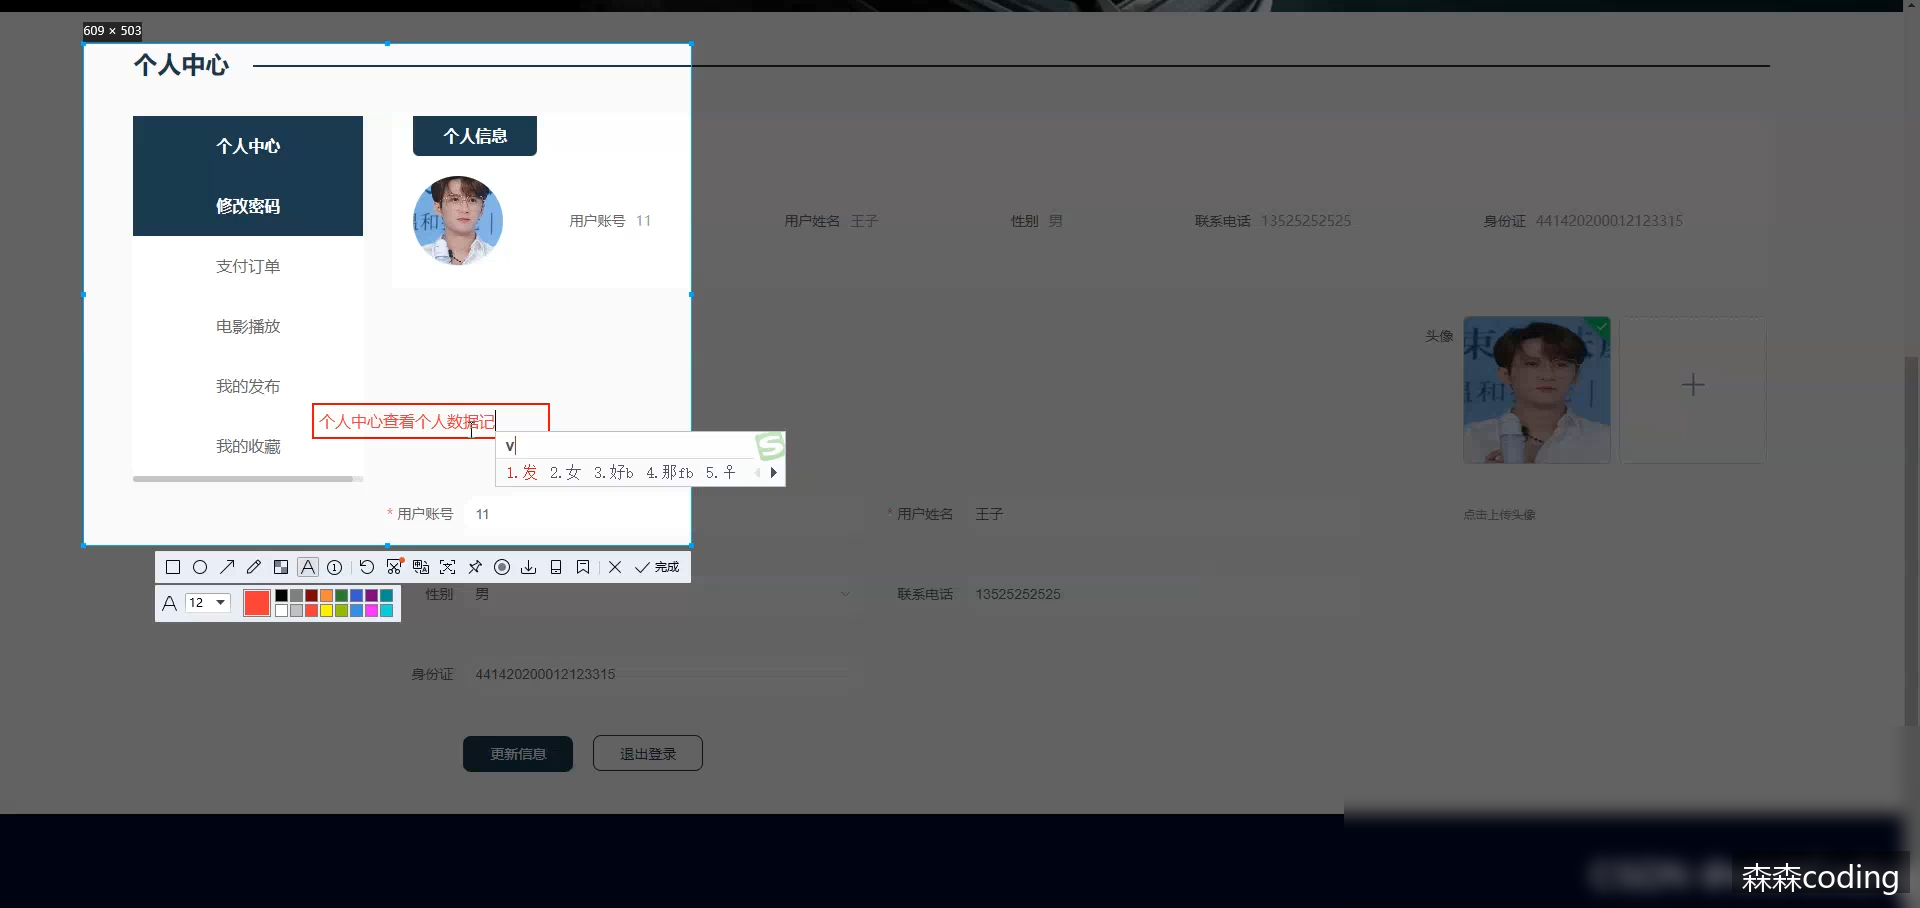 609 × 503
个人中心
个人中心
修改密码
支付订单
电影播放
我的发布
我的收藏
个人信息
用户账号 11
用户姓名 王子
性别 男
联系电话 13525252525
身份证 441420200012123315
头像
点击上传头像
个人中心查看个人数据记
v
1.发 2.女 3.好b 4.那fb 5.♀
* 用户账号 11
* 用户姓名 王子
完成
A 12
性别 男
联系电话 13525252525
身份证 441420200012123315
更新信息
退出登录
森森coding